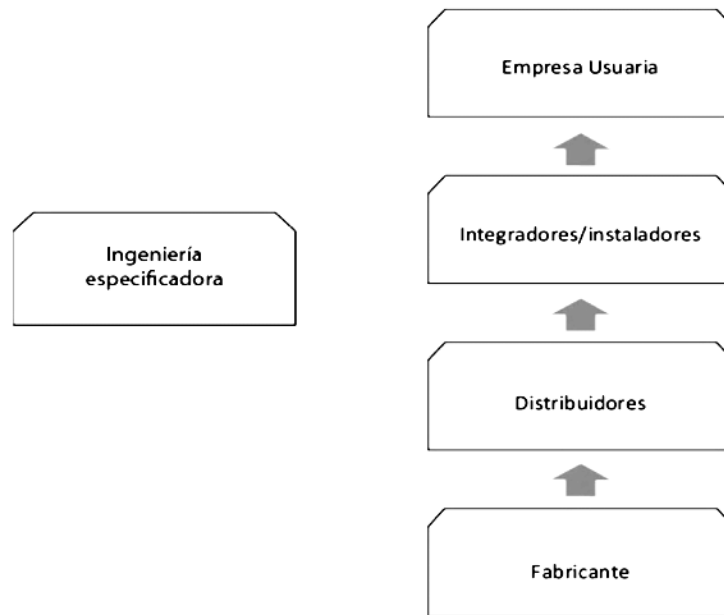 Empresa Usuaria
Integradores/instaladores
Ingeniería
especificadora
Distribuidores
Fabricante